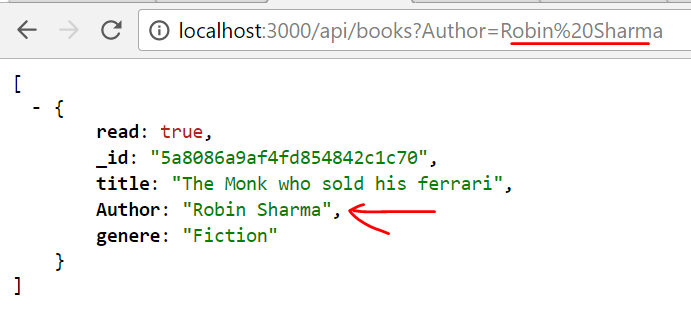 localhost:3000/api/books?Author=Robin%20Sharma
[
- {
read: true,
_id: "5a8086a9af4fd854842c1c70",
title: "The Monk who sold his ferrari",
Author: "Robin Sharma",
genere: "Fiction"
}
]